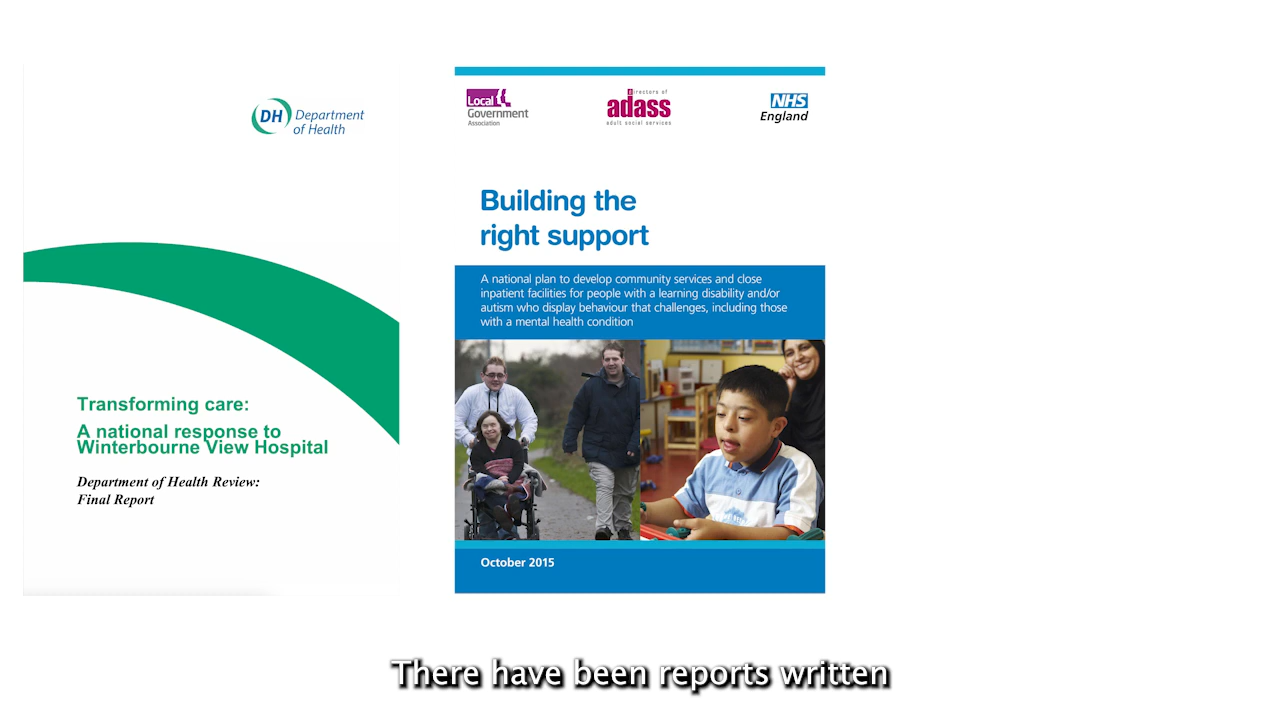 DH Department
of Health
Transforming care:
A national response to
Winterbourne View Hospital
Department of Health Review:
Final Report
Local
Government
Association
directors of
adass
adult social services
NHS
England
Building the
right support
A national plan to develop community services and close
inpatient facilities for people with a learning disability and/or
autism who display behaviour that challenges, including those
with a mental health condition
October 2015
There have been reports written